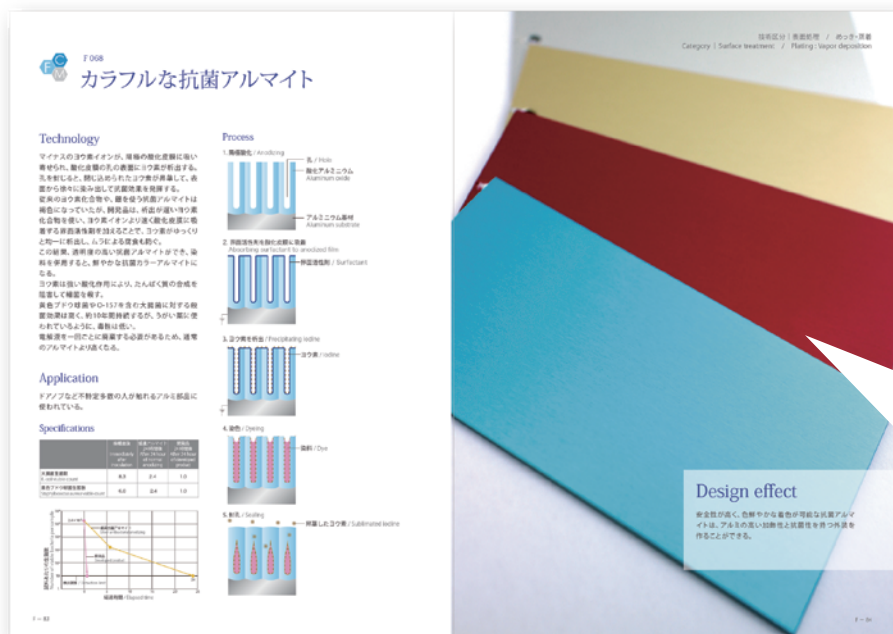 F 068
FCM
カラフルな抗菌アルマイト
技術区分 | 表面処理 / めっき・蒸着
Category | Surface treatment / Plating : Vapor deposition
Technology
マイナスのヨウ素イオンが、陽極の酸化皮膜に吸い
寄せられ、酸化皮膜の孔の表面にヨウ素が析出する。
孔を封じると、閉じ込められたヨウ素が昇華して、表
面から徐々に染み出して抗菌効果を発揮する。
従来のヨウ素化合物や、銀を使う抗菌アルマイトは
褐色になっていたが、開発品は、析出が遅いヨウ素
化合物を使い、ヨウ素イオンより速く酸化皮膜に吸
着する界面活性剤を加えることで、ヨウ素がゆっくり
と均一に析出し、ムラによる腐食も防ぐ。
この結果、透明度の高い抗菌アルマイトができ、染
料を使用すると、鮮やかな抗菌カラーアルマイトに
なる。
ヨウ素は強い酸化作用により、たんぱく質の合成を
阻害して細菌を殺す。
黄色ブドウ球菌やO-157を含む大腸菌に対する殺
菌効果は高く、約10年間持続するが、うがい薬に使
われているように、毒性は低い。
電解液を一回ごとに廃棄する必要があるため、通常
のアルマイトより高くなる。
Application
ドアノブなど不特定多数の人が触れるアルミ部品に
使われている。
Specifications
経過時間 / Elapsed time
F — 80
Process
1. 陽極酸化 / Anodizing
孔 / Hole
酸化アルミニウム
Aluminum oxide
アルミニウム基材
Aluminum substrate
2. 界面活性剤を酸化皮膜に吸着
Absorbing surfactant to anodized film
界面活性剤 / Surfactant
3. ヨウ素を析出 / Precipitating iodine
ヨウ素 / Iodine
4. 染色 / Dyeing
染料 / Dye
5. 封孔 / Sealing
昇華したヨウ素 / Sublimated iodine
Design effect
安全性が高く、色鮮やかな着色が可能な抗菌アルマ
イトは、アルミの高い加飾性と抗菌性を持つ外装を
作ることができる。